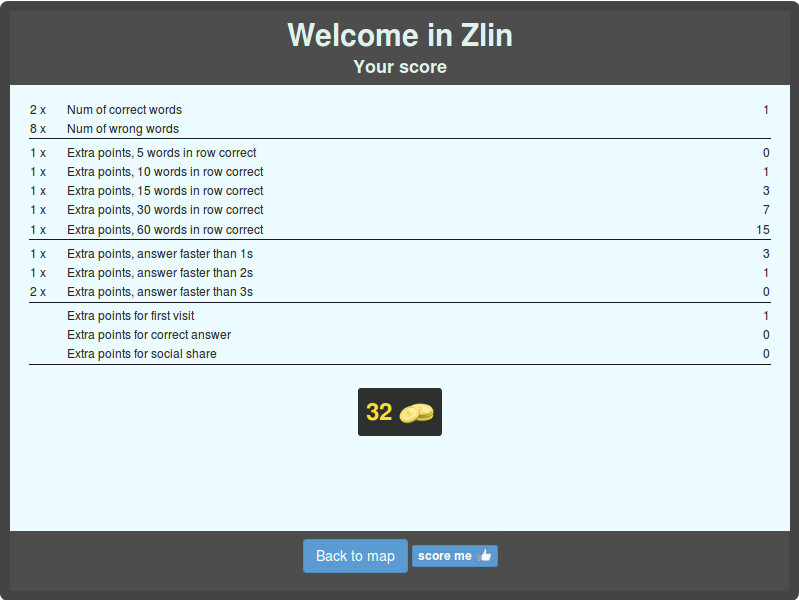 Welcome in Zlin
Your score
2 x Num of correct words 1
8 x Num of wrong words
1 x Extra points, 5 words in row correct 0
1 x Extra points, 10 words in row correct 1
1 x Extra points, 15 words in row correct 3
1 x Extra points, 30 words in row correct 7
1 x Extra points, 60 words in row correct 15
1 x Extra points, answer faster than 1s 3
1 x Extra points, answer faster than 2s 1
2 x Extra points, answer faster than 3s 0
Extra points for first visit 1
Extra points for correct answer 0
Extra points for social share 0
32
Back to map score me